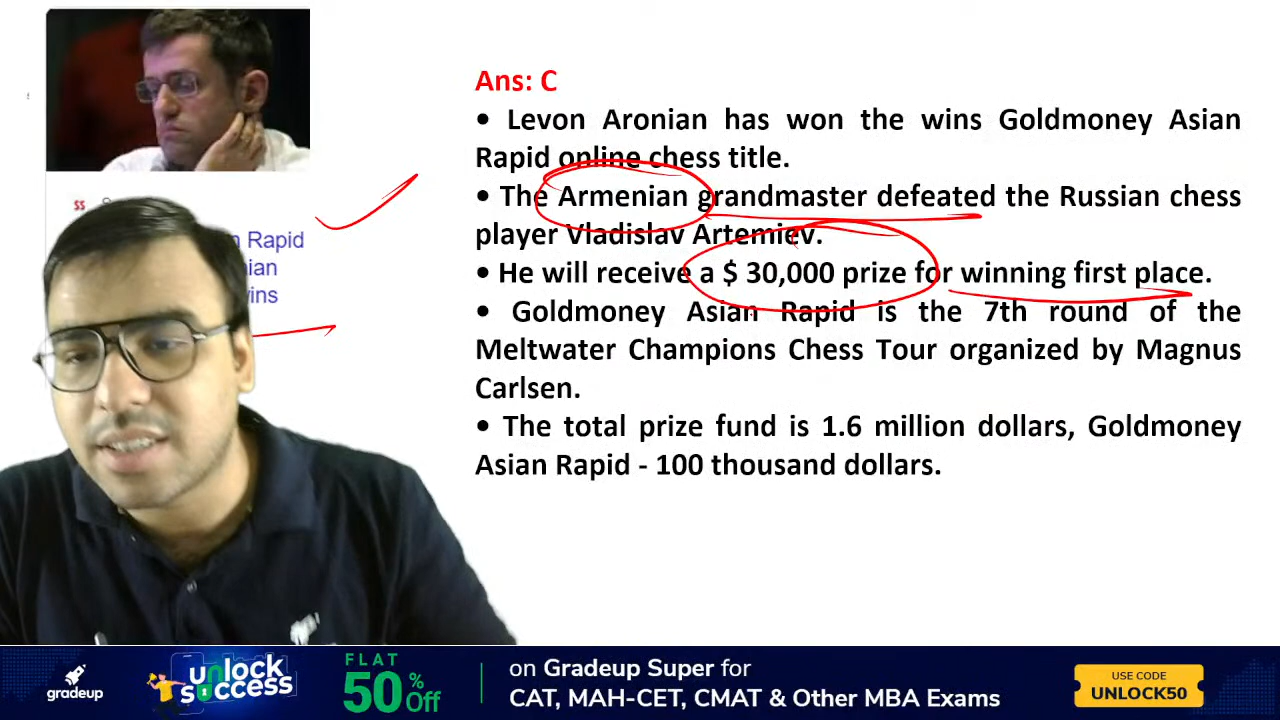 Ans: C
• Levon Aronian has won the wins Goldmoney Asian
Rapid online chess title.
• The Armenian grandmaster defeated the Russian chess
player Vladislav Artemiev.
• He will receive a $ 30,000 prize for winning first place.
• Goldmoney Asian Rapid is the 7th round of the
Meltwater Champions Chess Tour organized by Magnus
Carlsen.
• The total prize fund is 1.6 million dollars, Goldmoney
Asian Rapid - 100 thousand dollars.
Rapid
ian
wins
gradeup
unlock
success
FLAT
50% Off
on Gradeup Super for
CAT, MAH-CET, CMAT & Other MBA Exams
USE CODE
UNLOCK50